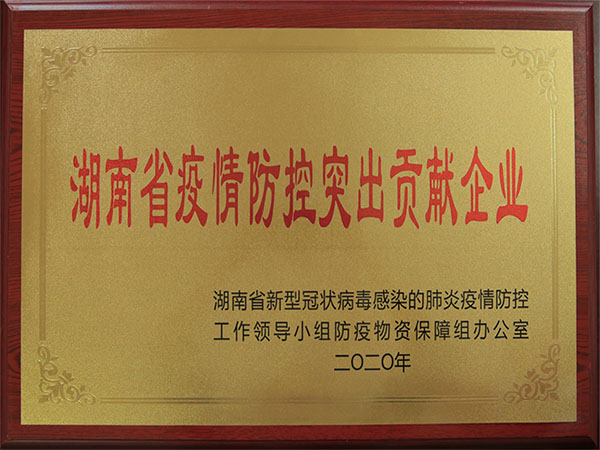 湖南省疫情防控突出贡献企业
湖南省新型冠状病毒感染的肺炎疫情防控
工作领导小组防疫物资保障组办公室
二〇二〇年